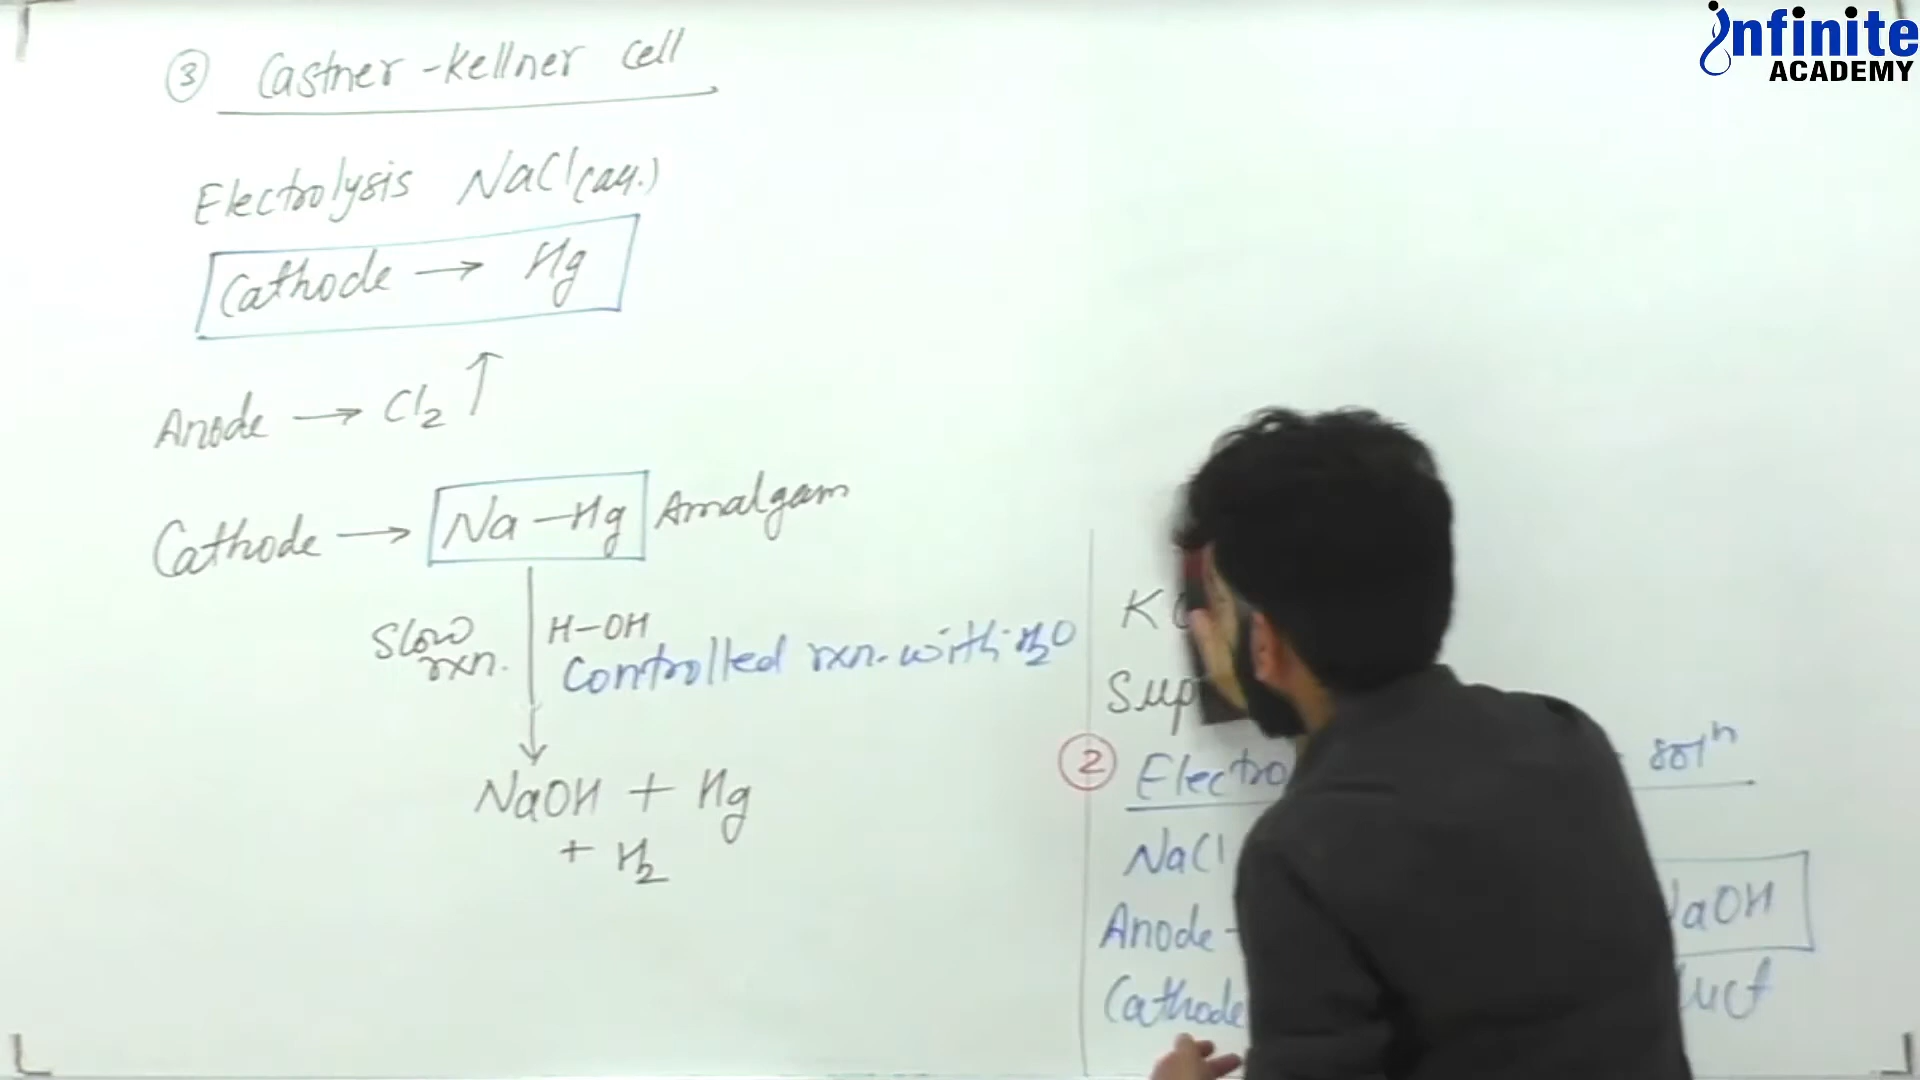 ③ Castner-Kellner Cell
Electrolysis NaCl(aq.)
Cathode → Hg
Anode → Cl₂ ↑
Cathode → Na-Hg Amalgam
Slow rxn.
H-OH
Controlled rxn. with H₂O
NaOH + Hg
+ H₂
infinite
ACADEMY
K
Sup
② Electro solⁿ
NaCl
Anode -
NaOH
Cathode